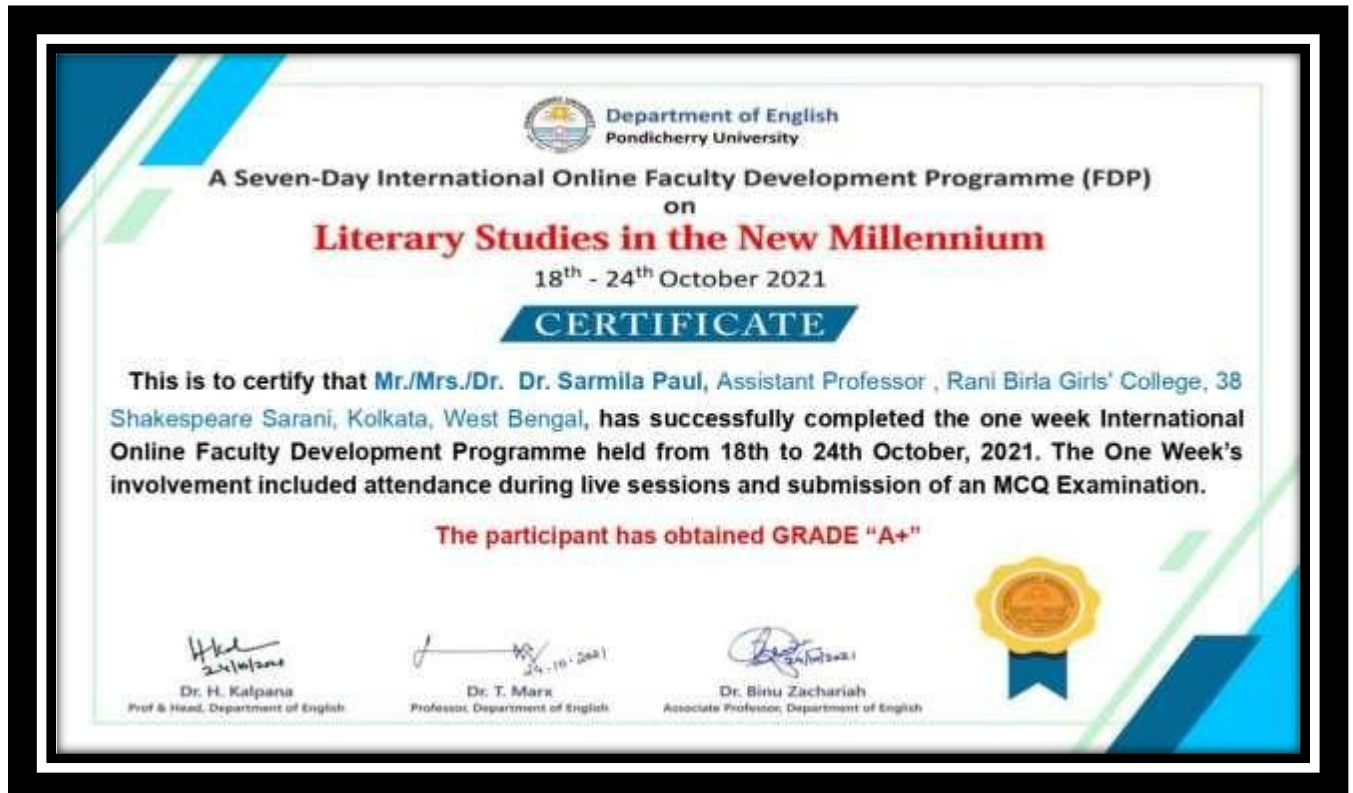 Department of English
Pondicherry University
A Seven-Day International Online Faculty Development Programme (FDP)
on
Literary Studies in the New Millennium
18th - 24th October 2021
CERTIFICATE
This is to certify that Mr./Mrs./Dr. Dr. Sarmila Paul, Assistant Professor , Rani Birla Girls' College, 38
Shakespeare Sarani, Kolkata, West Bengal, has successfully completed the one week International
Online Faculty Development Programme held from 18th to 24th October, 2021. The One Week's
involvement included attendance during live sessions and submission of an MCQ Examination.
The participant has obtained GRADE “A+”
24-10-2021
24/10/2021
Dr. H. Kalpana
Dr. T. Marx
Dr. Binu Zachariah
Prof & Head, Department of English
Professor, Department of English
Associate Professor, Department of English